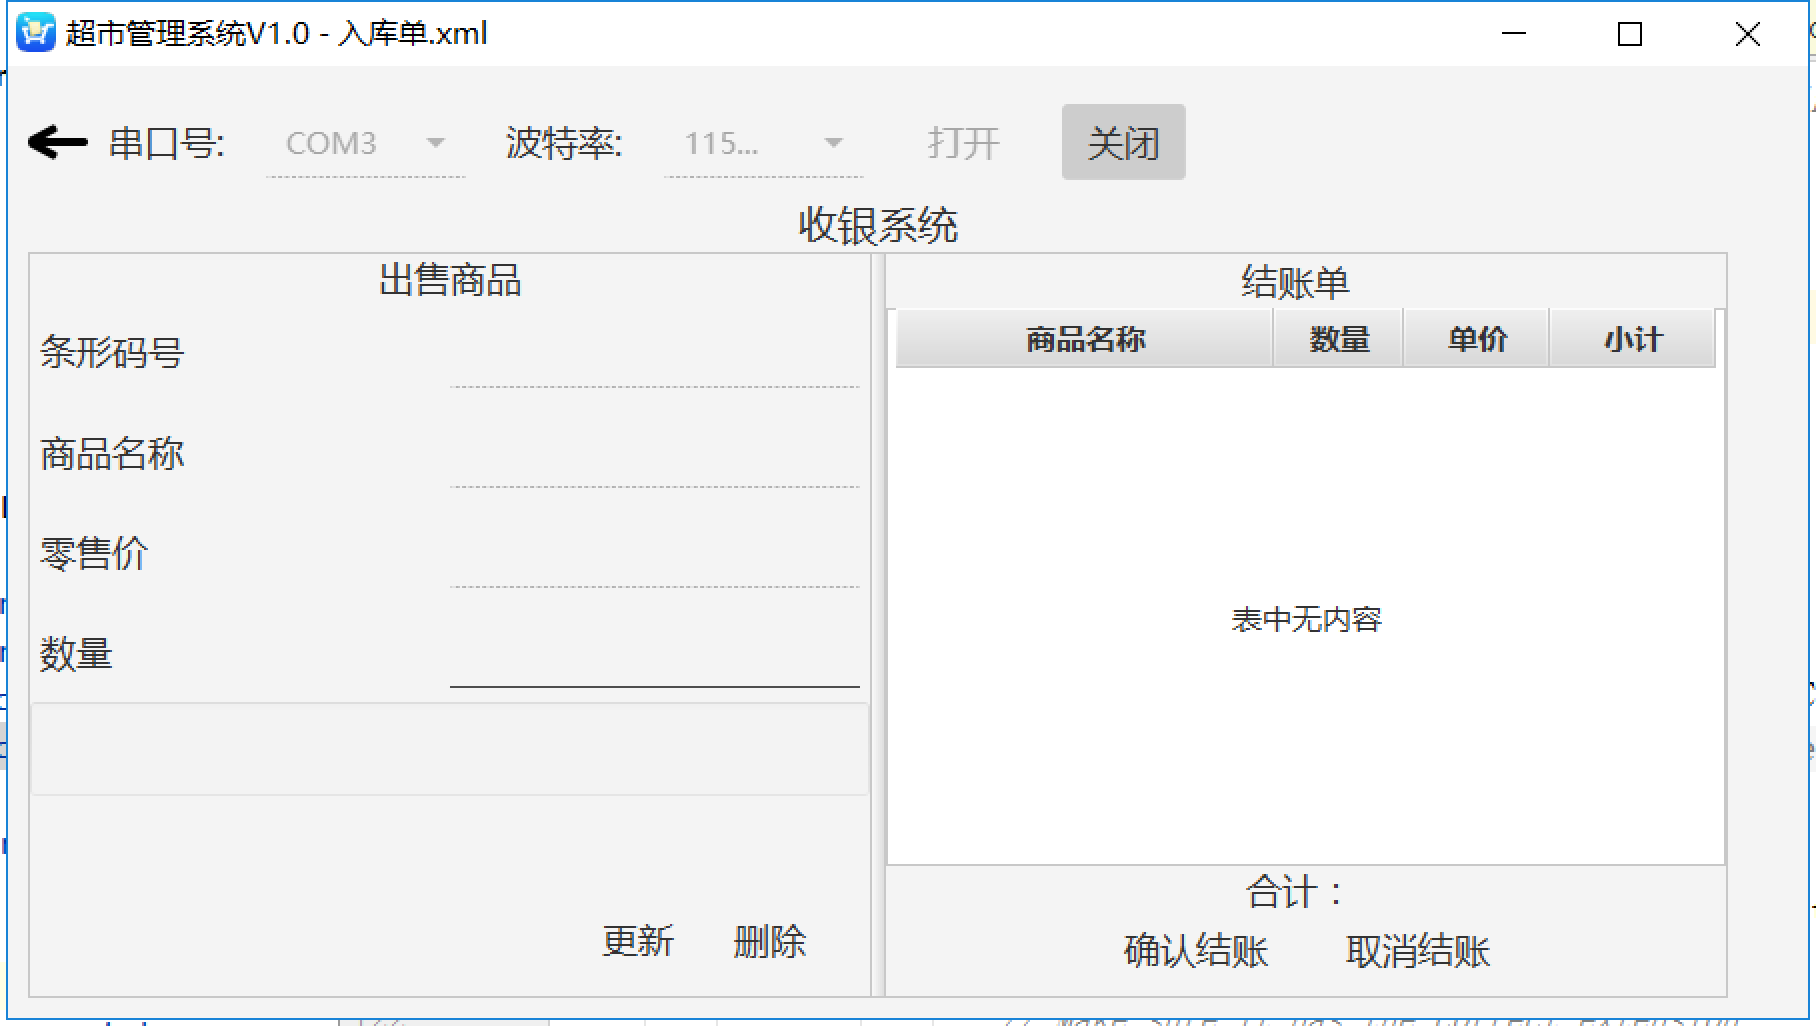 超市管理系统V1.0 - 入库单.xml
串口号: COM3 波特率: 115... 打开 关闭
收银系统
出售商品
条形码号
商品名称
零售价
数量
更新 删除
结账单
商品名称 数量 单价 小计
表中无内容
合计：
确认结账 取消结账